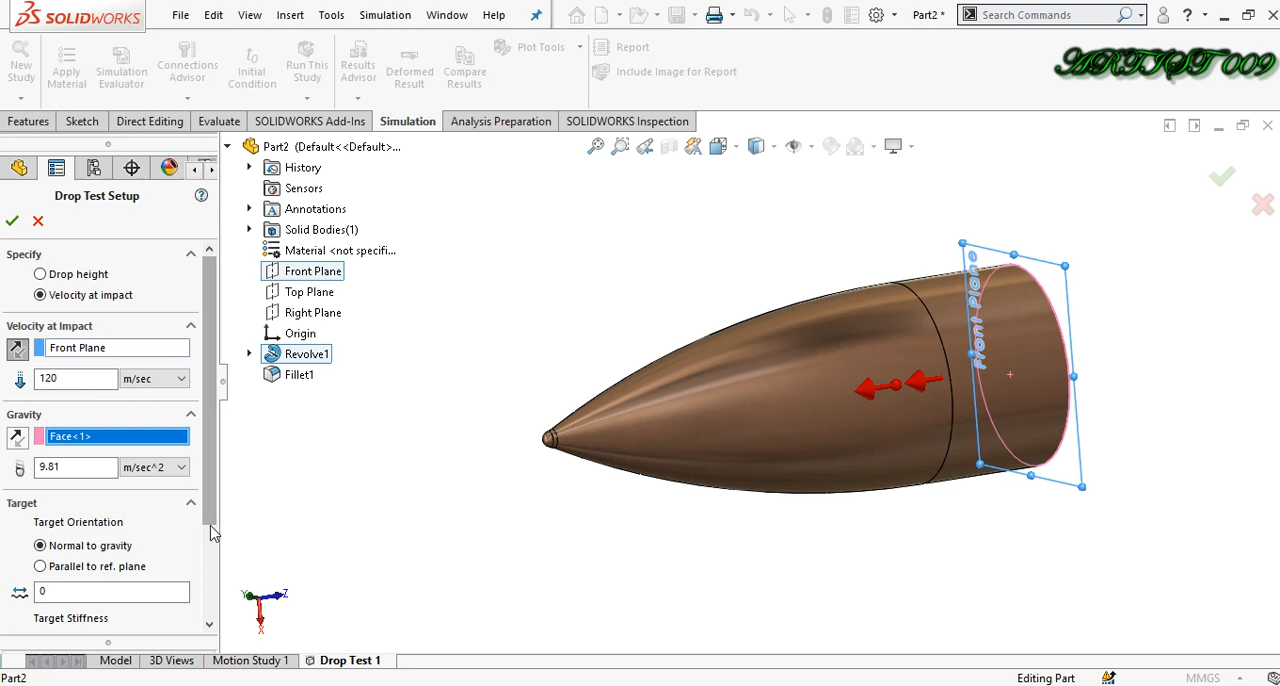 SOLIDWORKS File Edit View Insert Tools Simulation Window Help Part2 * Search Commands ?
ARTIST 009
New Study
Apply Material
Simulation Evaluator
Connections Advisor
Initial Condition
Run This Study
Results Advisor
Deformed Result
Compare Results
Plot Tools
Report
Include Image for Report
Features Sketch Direct Editing Evaluate SOLIDWORKS Add-Ins Simulation Analysis Preparation SOLIDWORKS Inspection
Drop Test Setup
Specify
Drop height
Velocity at impact
Velocity at Impact
Front Plane
120 m/sec
Gravity
Face<1>
9.81 m/sec^2
Target
Target Orientation
Normal to gravity
Parallel to ref. plane
0
Target Stiffness
Part2 (Default<<Default>...
History
Sensors
Annotations
Solid Bodies(1)
Material <not specifi...
Front Plane
Top Plane
Right Plane
Origin
Revolve1
Fillet1
Front Plane
Y Z
X
Model 3D Views Motion Study 1 Drop Test 1
Part2 Editing Part MMGS